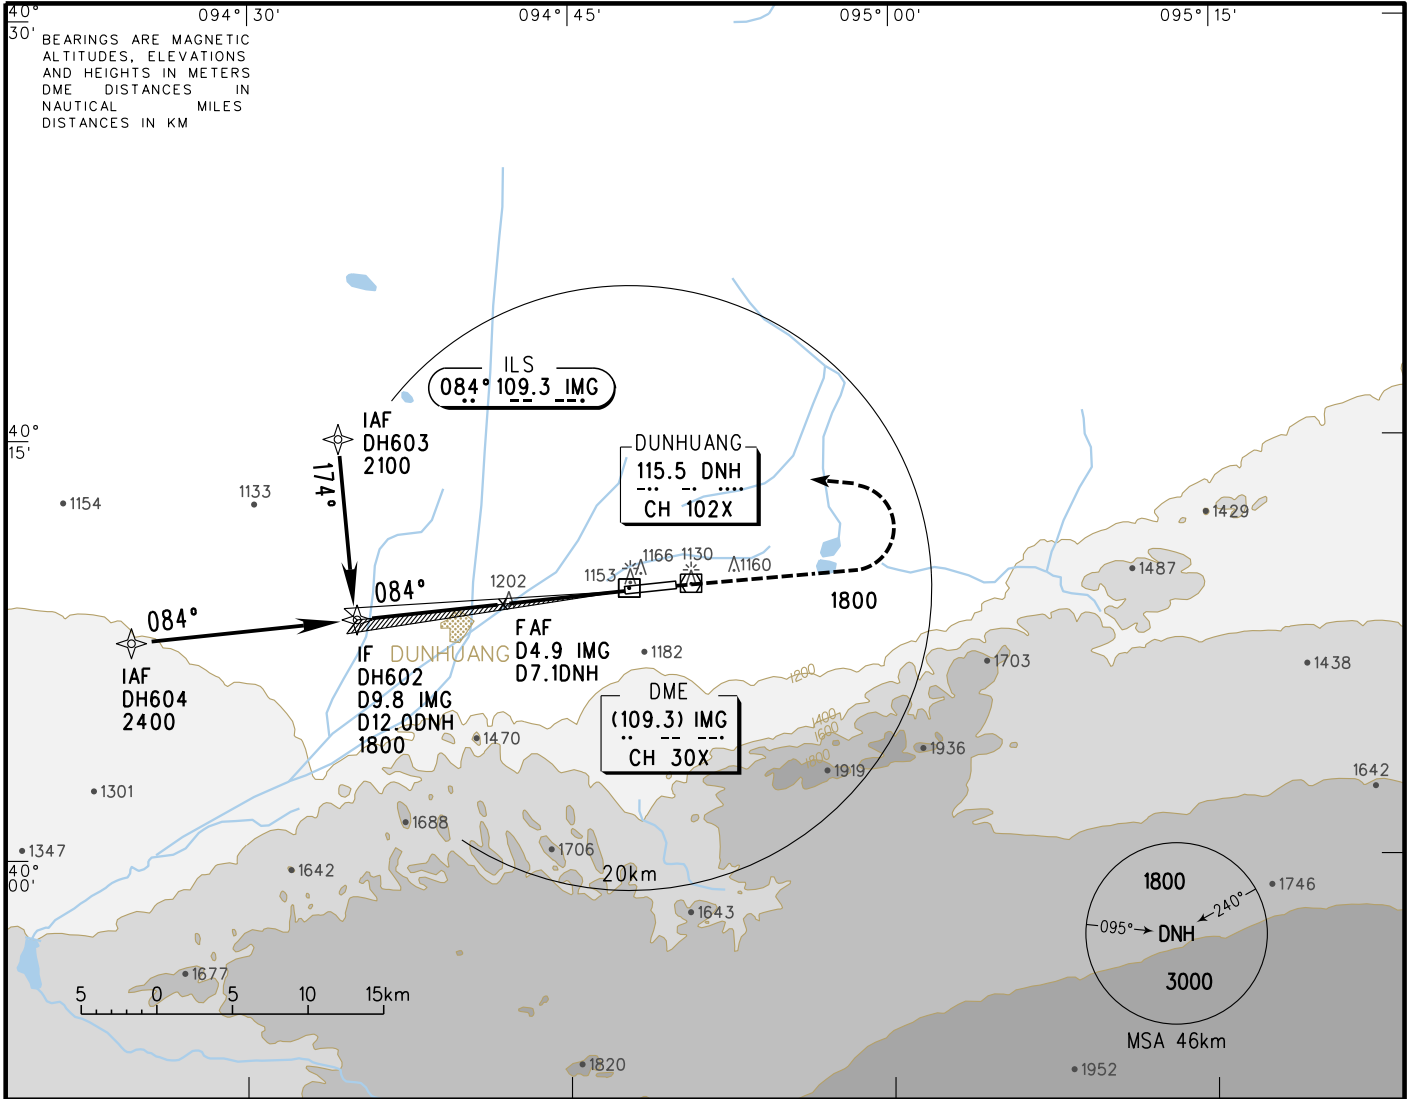 094°30'
094°45'
095°00'
095°15'
40°
30'
BEARINGS ARE MAGNETIC
ALTITUDES, ELEVATIONS
AND HEIGHTS IN METERS
DME DISTANCES IN
NAUTICAL MILES
DISTANCES IN KM
ILS
084° 109.3 IMG
IAF
DH603
2100
40°
15'
174°
DUNHUANG
115.5 DNH
CH 102X
1154
1133
1429
1487
1166
1130
1153
1160
1202
084°
1800
084°
IAF
DH604
2400
IF
DH602
D9.8 IMG
D12.0DNH
1800
DUNHUANG
FAF
D4.9 IMG
D7.1DNH
1182
1200
1703
1438
DME
(109.3) IMG
CH 30X
1400
1600
1800
1470
1936
1919
1642
1301
1688
1347
1706
1642
40°
00'
20km
1643
1746
1677
1800
095°
240°
DNH
3000
MSA 46km
5 0 5 10 15km
1820
1952